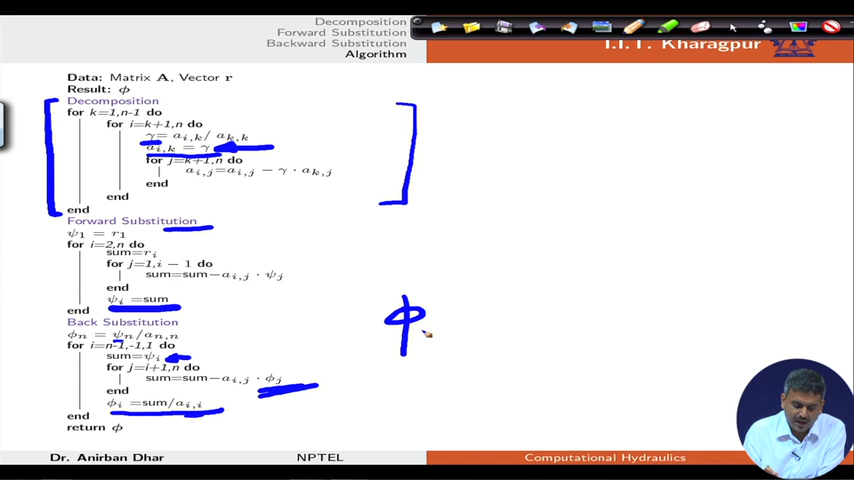 Decomposition
Forward Substitution
Backward Substitution
Algorithm
I.I.T. Kharagpur
Data: Matrix A, Vector r
Result: ϕ
Decomposition
for k=1,n-1 do
for i=k+1,n do
γ= a_{i,k}/ a_{k,k}
a_{i,k} = γ
for j=k+1,n do
a_{i,j}=a_{i,j} − γ · a_{k,j}
end
end
end
Forward Substitution
ψ_1 = r_1
for i=2,n do
sum=r_i
for j=1,i − 1 do
sum=sum−a_{i,j} · ψ_j
end
ψ_i =sum
end
Back Substitution
ϕ_n = ψ_n/a_{n,n}
for i=n-1,-1,1 do
sum=ψ_i
for j=i+1,n do
sum=sum−a_{i,j} · ϕ_j
end
ϕ_i =sum/a_{i,i}
end
return ϕ
ϕ
Dr. Anirban Dhar NPTEL Computational Hydraulics